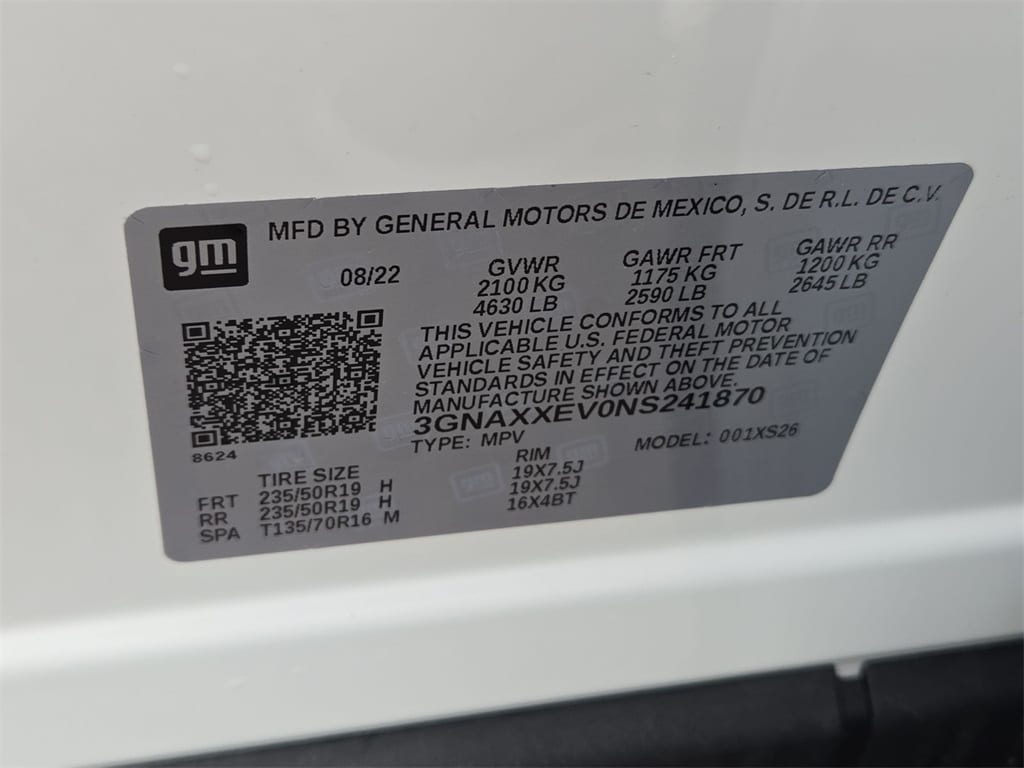 gm
MFD BY GENERAL MOTORS DE MEXICO, S. DE R.L. DE C.V.
08/22
GVWR
2100 KG
4630 LB
GAWR FRT
1175 KG
2590 LB
GAWR RR
1200 KG
2645 LB
THIS VEHICLE CONFORMS TO ALL
APPLICABLE U.S. FEDERAL MOTOR
VEHICLE SAFETY AND THEFT PREVENTION
STANDARDS IN EFFECT ON THE DATE OF
MANUFACTURE SHOWN ABOVE.
3GNAXXEV0NS241870
TYPE: MPV
MODEL: 001XS26
8624
TIRE SIZE RIM
FRT 235/50R19 H 19X7.5J
RR 235/50R19 H 19X7.5J
SPA T135/70R16 M 16X4BT